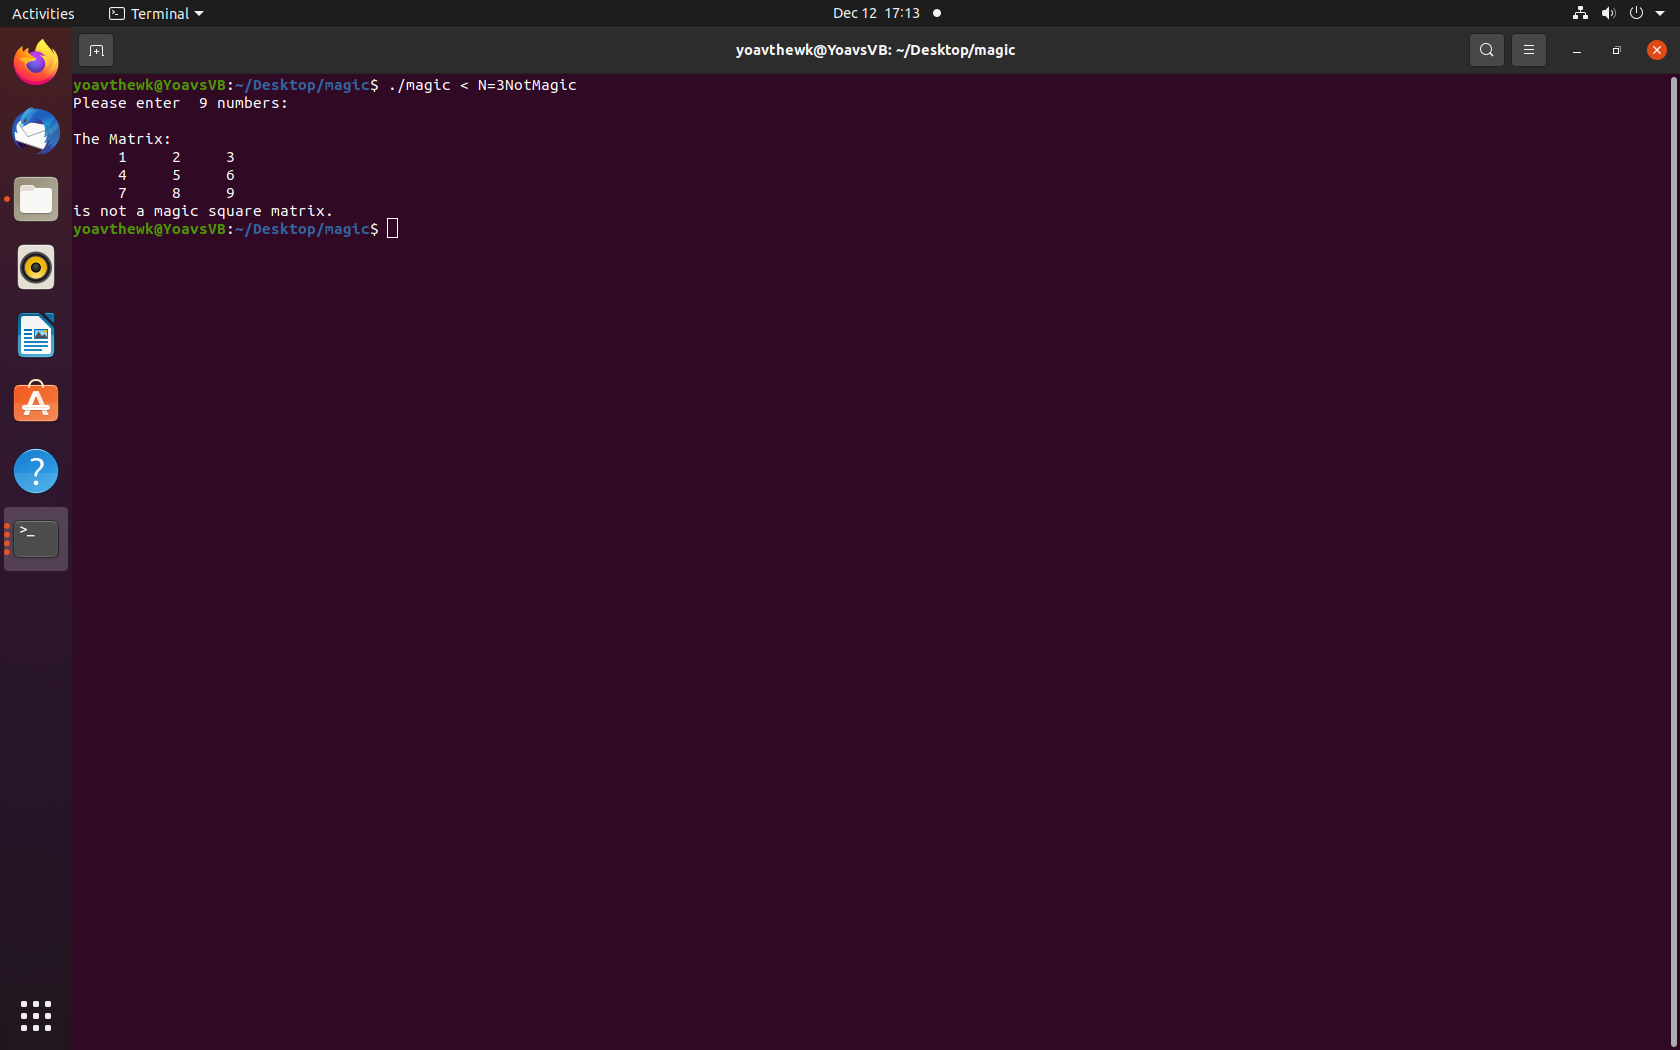 Activities
Terminal
Dec 12 17:13
yoavthewk@YoavsVB: ~/Desktop/magic
yoavthewk@YoavsVB:~/Desktop/magic$ ./magic < N=3NotMagic
Please enter  9 numbers:
The Matrix:
1 2 3
4 5 6
7 8 9
is not a magic square matrix.
yoavthewk@YoavsVB:~/Desktop/magic$